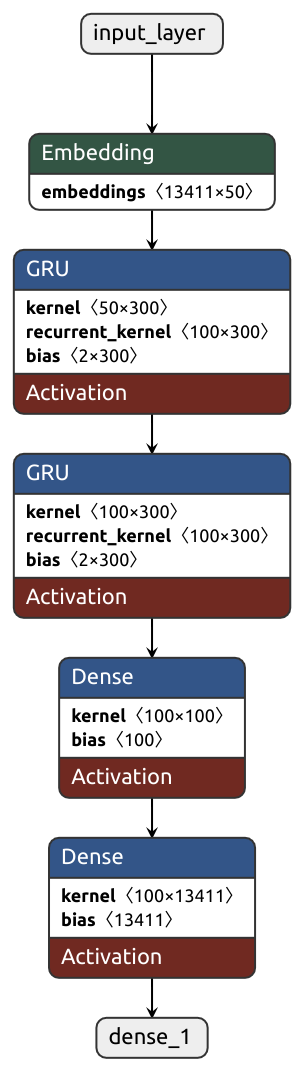 input_layer
Embedding
embeddings〈13411×50〉
GRU
kernel〈50×300〉
recurrent_kernel〈100×300〉
bias〈2×300〉
Activation
GRU
kernel〈100×300〉
recurrent_kernel〈100×300〉
bias〈2×300〉
Activation
Dense
kernel〈100×100〉
bias〈100〉
Activation
Dense
kernel〈100×13411〉
bias〈13411〉
Activation
dense_1